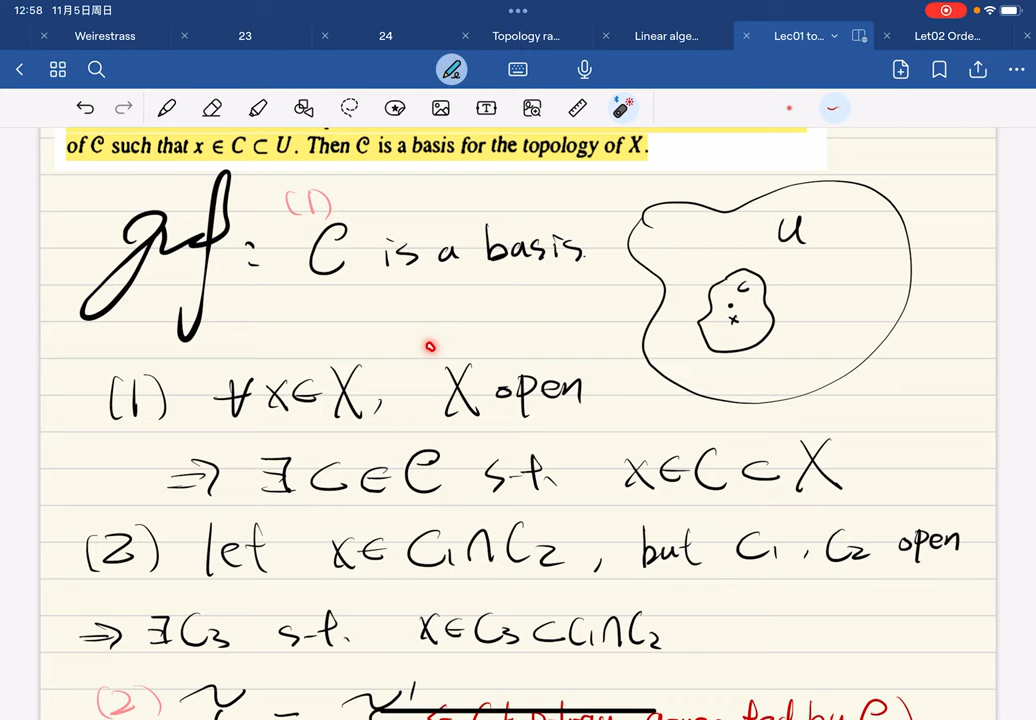 12:58 11月5日周日
Weirestrass 23 24 Topology ra... Linear alge... Lec01 to... Let02 Orde...
of C such that x ∈ C ⊂ U. Then C is a basis for the topology of X.
(1)
prf: C is a basis.
U
C
x
(1) ∀x∈X, X open
⇒ ∃C∈C s.t. x∈C⊂X
(2) let x∈C₁∩C₂, but C₁, C₂ open
⇒ ∃C₃ s.t. x∈C₃⊂C₁∩C₂
(2)